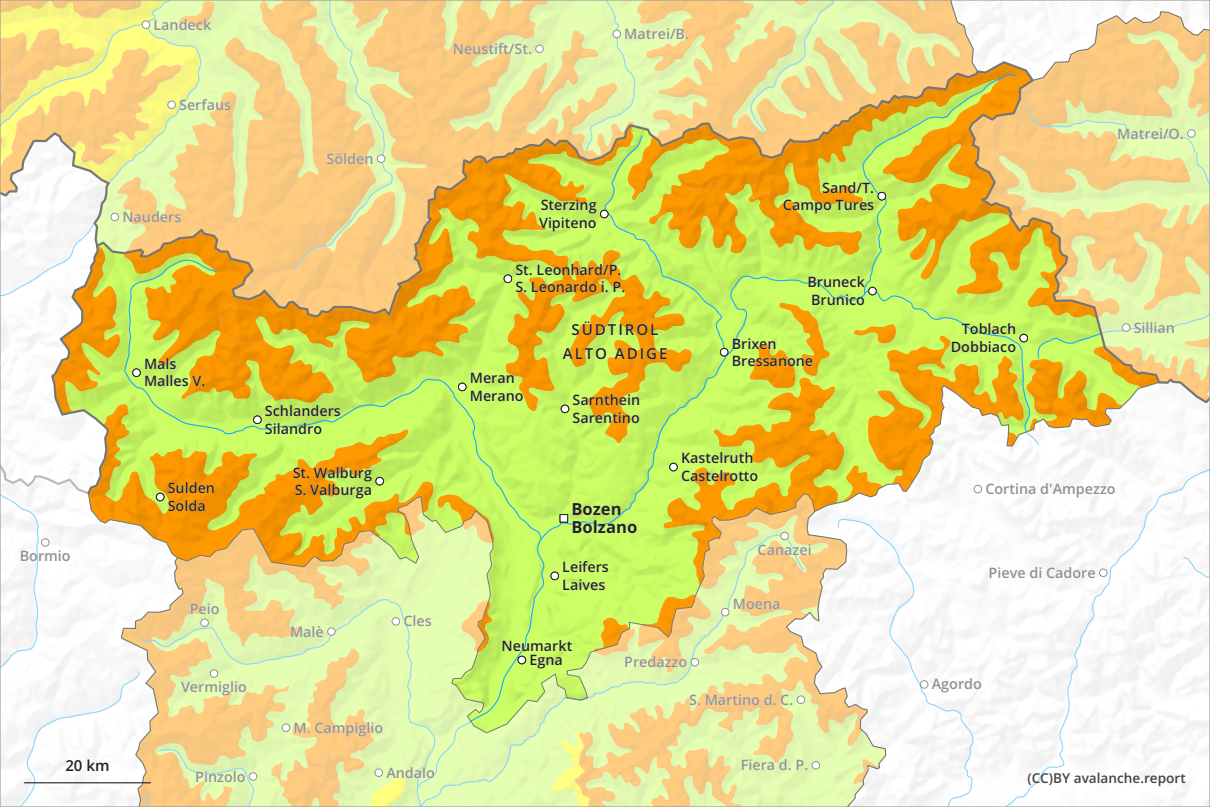 Landeck
Neustift/St.
Matrei/B.
Serfaus
Matrei/O.
Sölden
Sand/T.
Campo Tures
Nauders
Sterzing
Vipiteno
St. Leonhard/P.
S. Leonardo i. P.
Bruneck
Brunico
SÜDTIROL
ALTO ADIGE
Toblach
Dobbiaco
Sillian
Brixen
Bressanone
Mals
Malles V.
Meran
Merano
Sarnthein
Sarentino
Schlanders
Silandro
Kastelruth
Castelrotto
St. Walburg
S. Valburga
Sulden
Solda
Cortina d'Ampezzo
Bozen
Bolzano
Bormio
Canazei
Leifers
Laives
Pieve di Cadore
Peio
Moena
Cles
Malè
Neumarkt
Egna
Predazzo
Vermiglio
Agordo
S. Martino d. C.
M. Campiglio
20 km
Pinzolo
Andalo
Fiera d. P.
(CC)BY avalanche.report